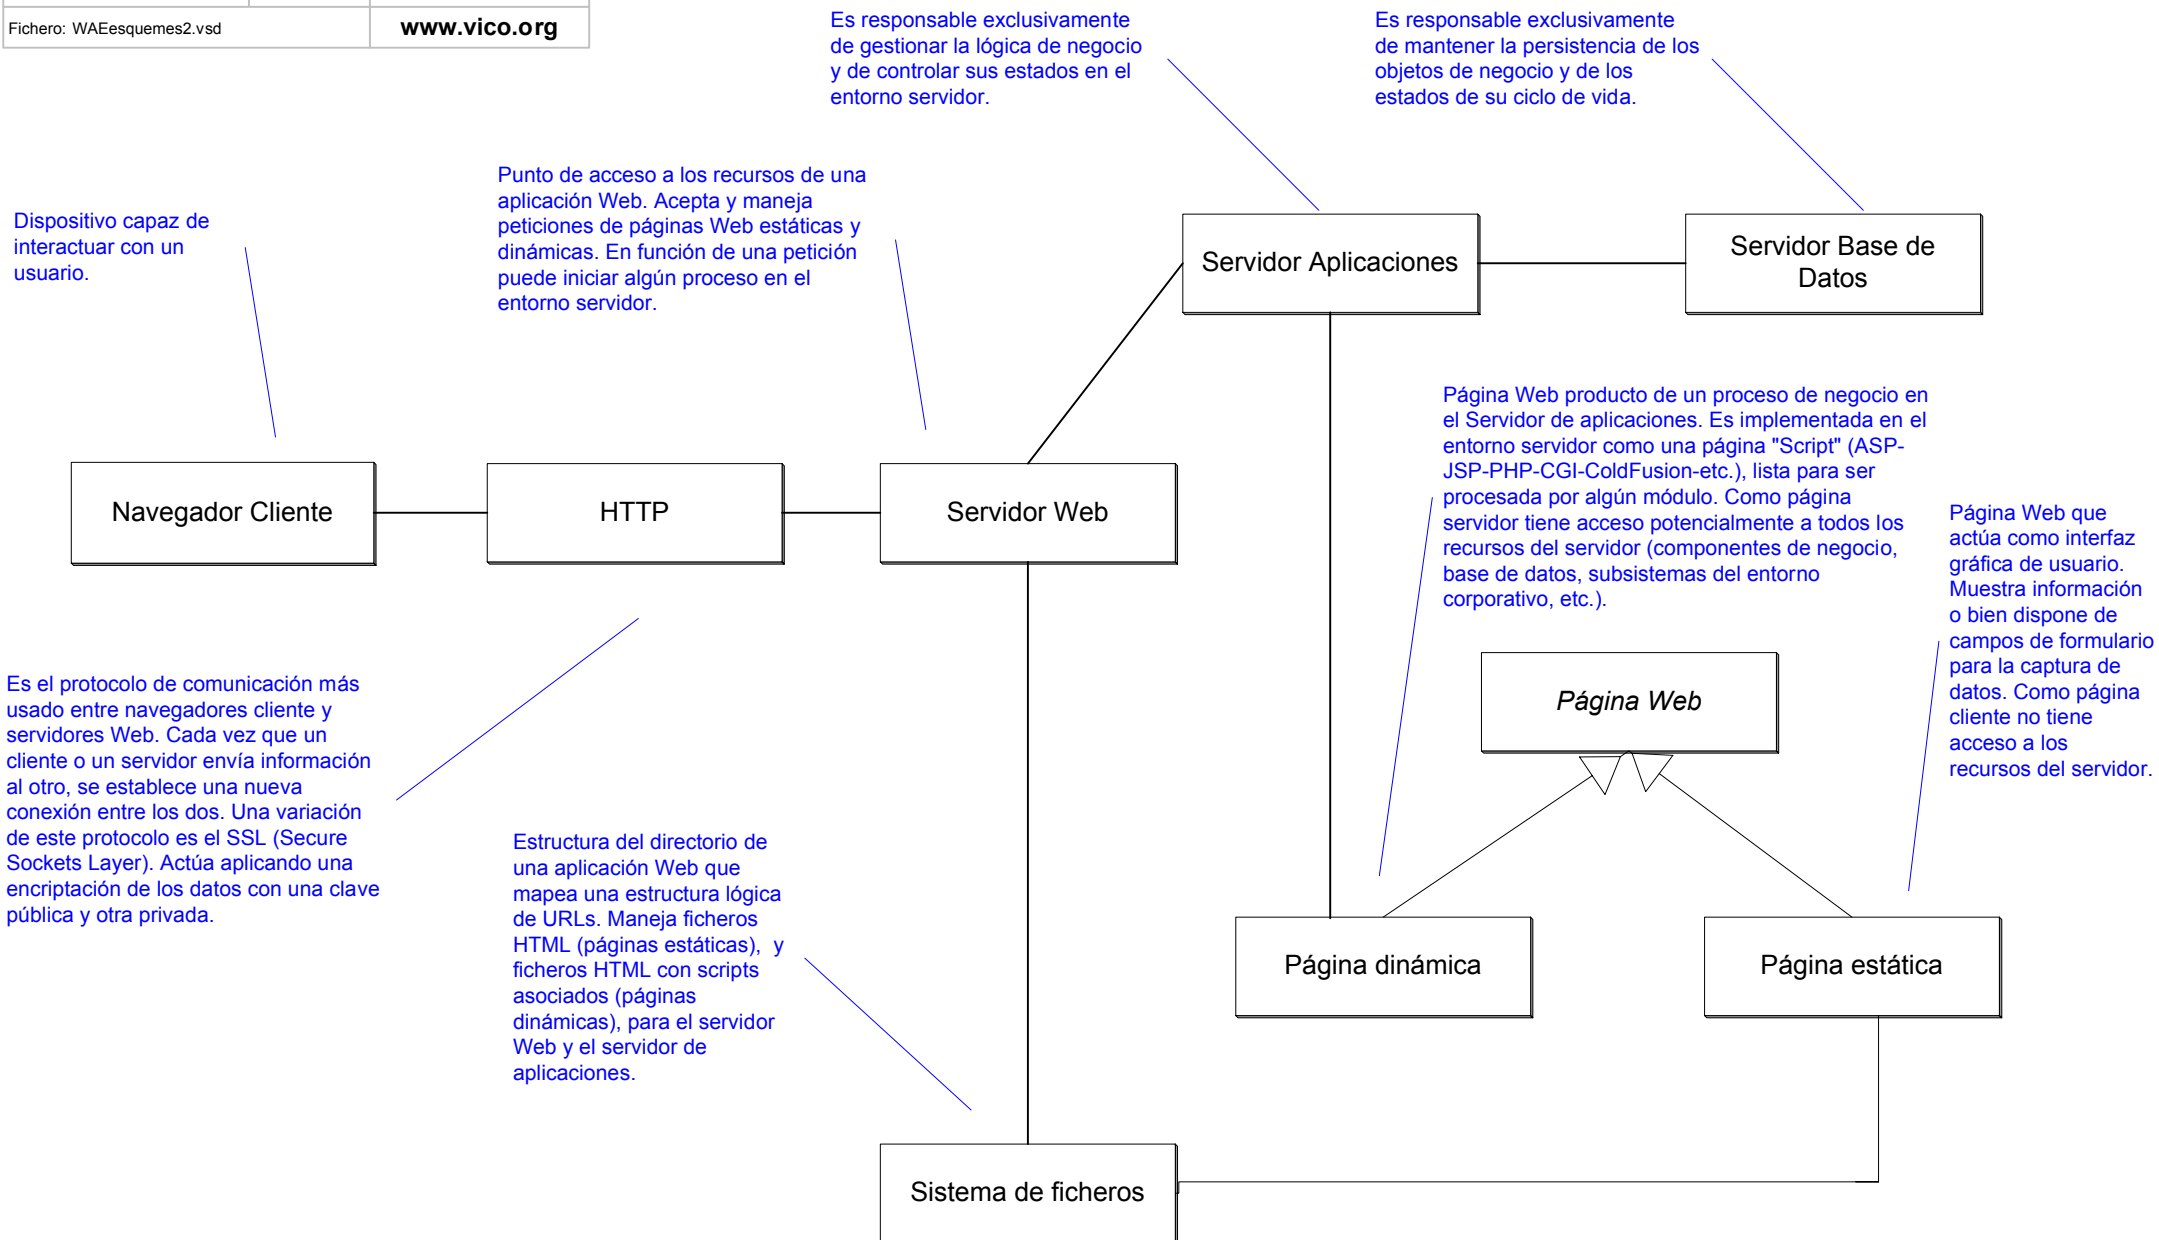 Fichero: WAEesquemes2.vsd
www.vico.org
Es responsable exclusivamente
de gestionar la lógica de negocio
y de controlar sus estados en el
entorno servidor.
Es responsable exclusivamente
de mantener la persistencia de los
objetos de negocio y de los
estados de su ciclo de vida.
Punto de acceso a los recursos de una
aplicación Web. Acepta y maneja
peticiones de páginas Web estáticas y
dinámicas. En función de una petición
puede iniciar algún proceso en el
entorno servidor.
Dispositivo capaz de
interactuar con un
usuario.
Servidor Aplicaciones
Servidor Base de
Datos
Página Web producto de un proceso de negocio en
el Servidor de aplicaciones. Es implementada en el
entorno servidor como una página "Script" (ASP-
JSP-PHP-CGI-ColdFusion-etc.), lista para ser
procesada por algún módulo. Como página
servidor tiene acceso potencialmente a todos los
recursos del servidor (componentes de negocio,
base de datos, subsistemas del entorno
corporativo, etc.).
Navegador Cliente
HTTP
Servidor Web
Página Web que
actúa como interfaz
gráfica de usuario.
Muestra información
o bien dispone de
campos de formulario
para la captura de
datos. Como página
cliente no tiene
acceso a los
recursos del servidor.
Página Web
Es el protocolo de comunicación más
usado entre navegadores cliente y
servidores Web. Cada vez que un
cliente o un servidor envía información
al otro, se establece una nueva
conexión entre los dos. Una variación
de este protocolo es el SSL (Secure
Sockets Layer). Actúa aplicando una
encriptación de los datos con una clave
pública y otra privada.
Estructura del directorio de
una aplicación Web que
mapea una estructura lógica
de URLs. Maneja ficheros
HTML (páginas estáticas),  y
ficheros HTML con scripts
asociados (páginas
dinámicas), para el servidor
Web y el servidor de
aplicaciones.
Página dinámica
Página estática
Sistema de ficheros